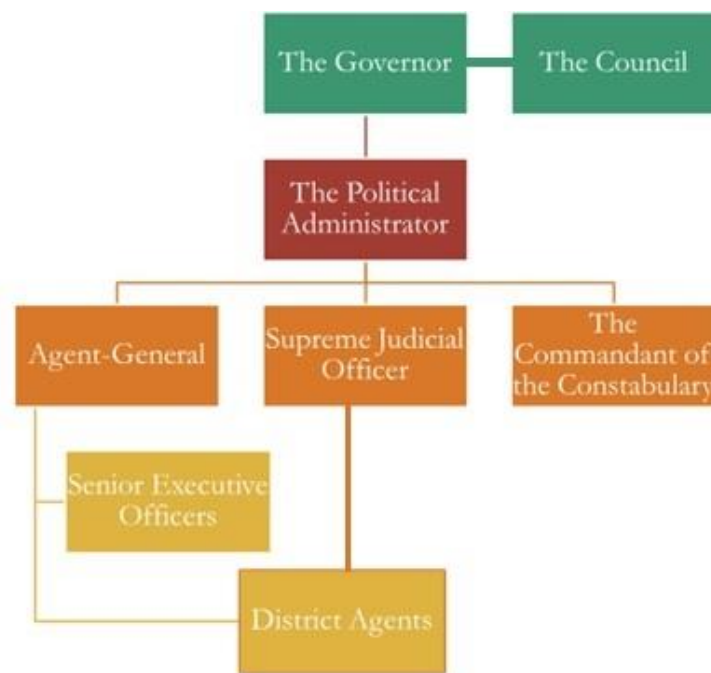 The Governor
The Council
The Political
Administrator
Agent-General
Supreme Judicial
Officer
The
Commandant of
the Constabulary
Senior Executive
Officers
District Agents